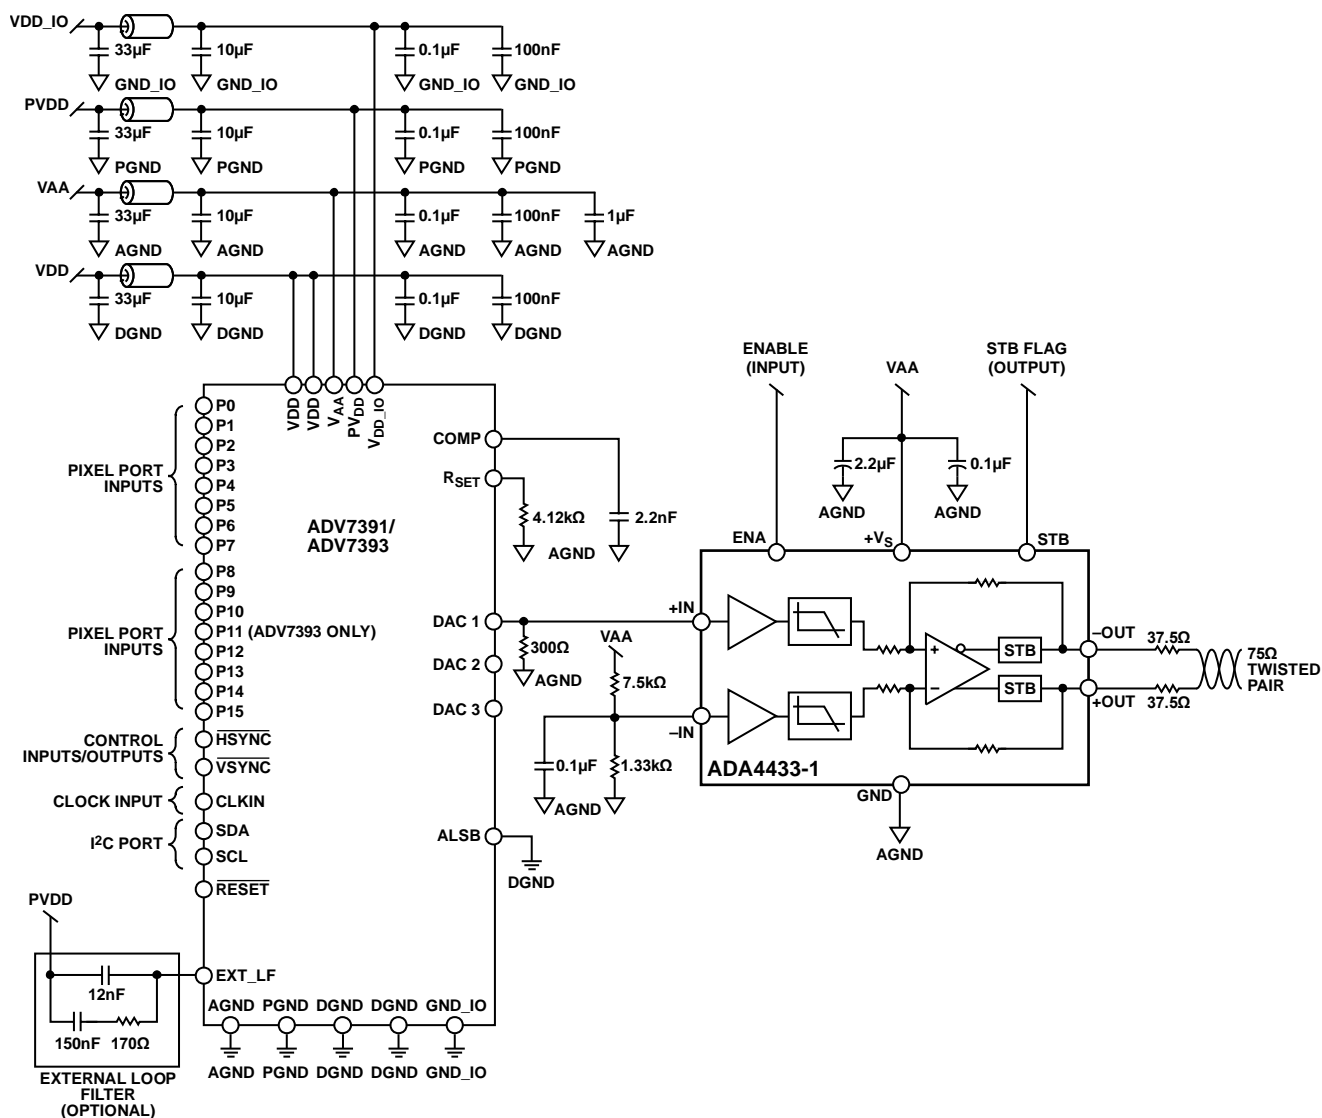 VDD_IO
33µF
10µF
0.1µF
100nF
GND_IO
GND_IO
GND_IO
GND_IO
PVDD
33µF
10µF
0.1µF
100nF
PGND
PGND
PGND
PGND
VAA
33µF
10µF
0.1µF
100nF
1µF
AGND
AGND
AGND
AGND
AGND
VDD
33µF
10µF
0.1µF
100nF
DGND
DGND
DGND
DGND
VDD
VDD
VAA
PVDD
VDD_IO
PIXEL PORT
INPUTS
P0
P1
P2
P3
P4
P5
P6
P7
PIXEL PORT
INPUTS
P8
P9
P10
P11 (ADV7393 ONLY)
P12
P13
P14
P15
CONTROL
INPUTS/OUTPUTS
HSYNC
VSYNC
CLOCK INPUT
CLKIN
I2C PORT
SDA
SCL
RESET
ADV7391/
ADV7393
COMP
RSET
4.12kΩ
2.2nF
AGND
DAC 1
DAC 2
DAC 3
300Ω
AGND
VAA
7.5kΩ
0.1µF
1.33kΩ
AGND
ALSB
DGND
PVDD
12nF
150nF
170Ω
EXTERNAL LOOP
FILTER
(OPTIONAL)
EXT_LF
AGND
PGND
DGND
DGND
GND_IO
AGND
PGND
DGND
DGND
GND_IO
ENABLE
(INPUT)
VAA
STB FLAG
(OUTPUT)
2.2µF
0.1µF
AGND
AGND
ENA
+VS
STB
+IN
–IN
+
–
STB
STB
ADA4433-1
GND
AGND
–OUT
37.5Ω
+OUT
37.5Ω
75Ω
TWISTED
PAIR